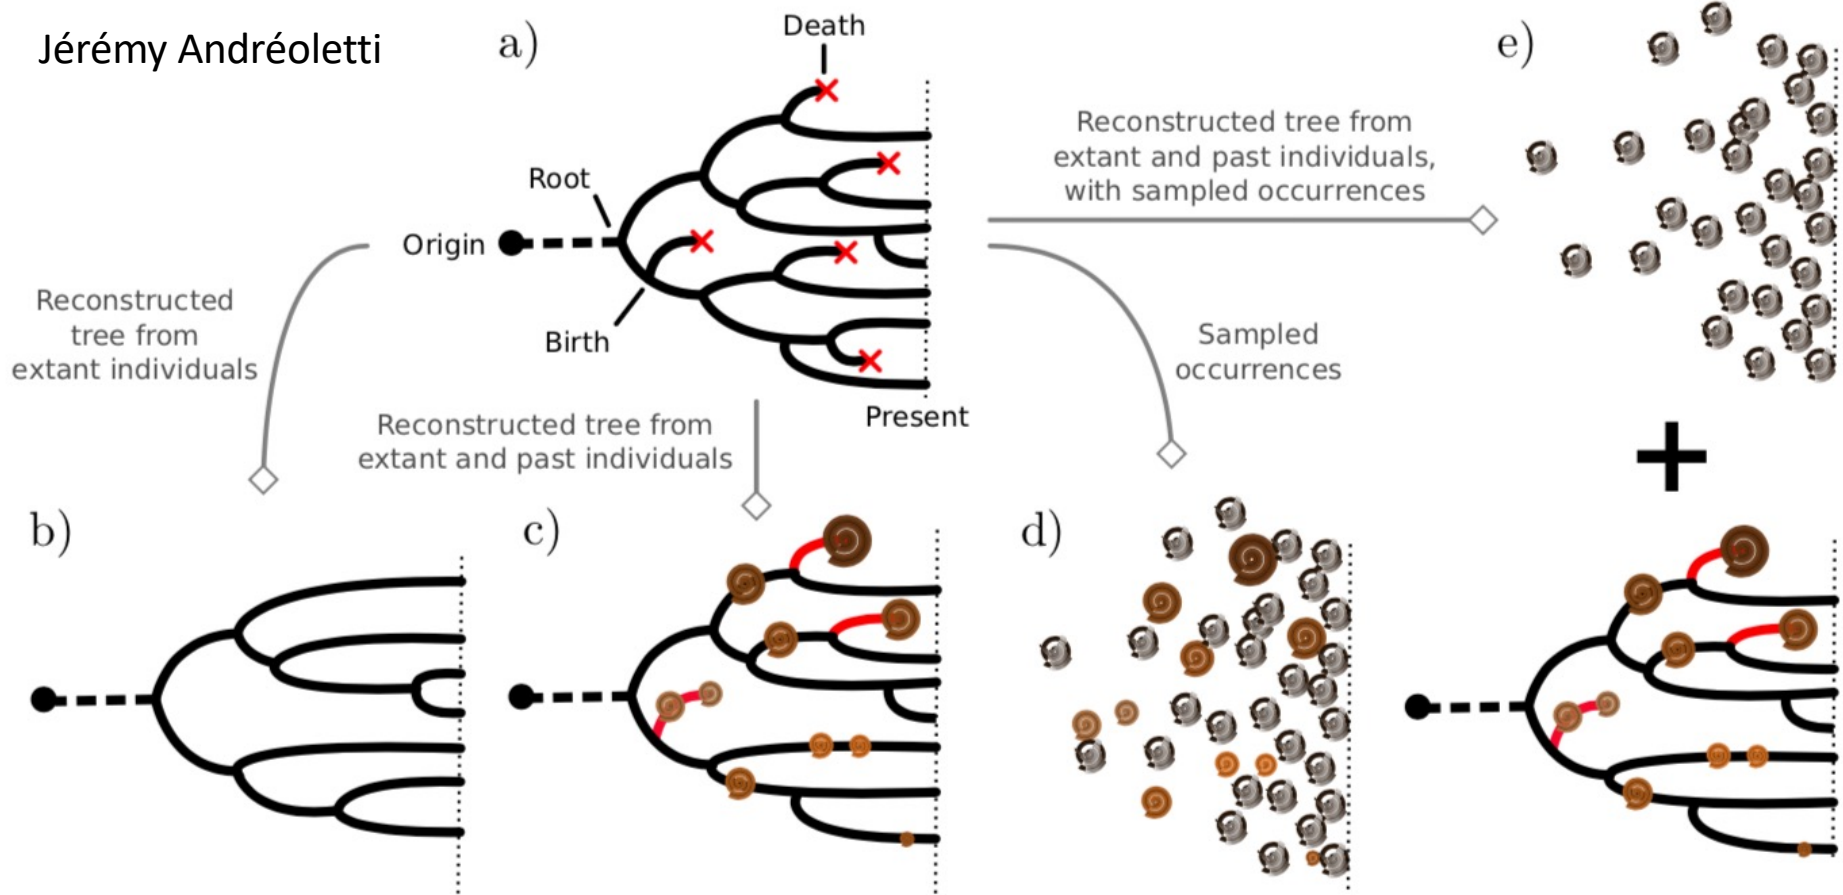 Jérémy Andréoletti
a)
Death
Root
Origin
Birth
Present
Reconstructed
tree from
extant individuals
Reconstructed tree from
extant and past individuals
Reconstructed tree from
extant and past individuals,
with sampled occurrences
Sampled
occurrences
e)
b)
c)
d)